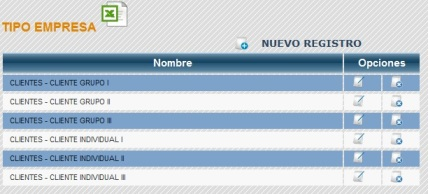 TIPO EMPRESA
NUEVO REGISTRO
Nombre Opciones
CLIENTES - CLIENTE GRUPO I
CLIENTES - CLIENTE GRUPO II
CLIENTES - CLIENTE GRUPO III
CLIENTES - CLIENTE INDIVIDUAL I
CLIENTES - CLIENTE INDIVIDUAL II
CLIENTES - CLIENTE INDIVIDUAL III